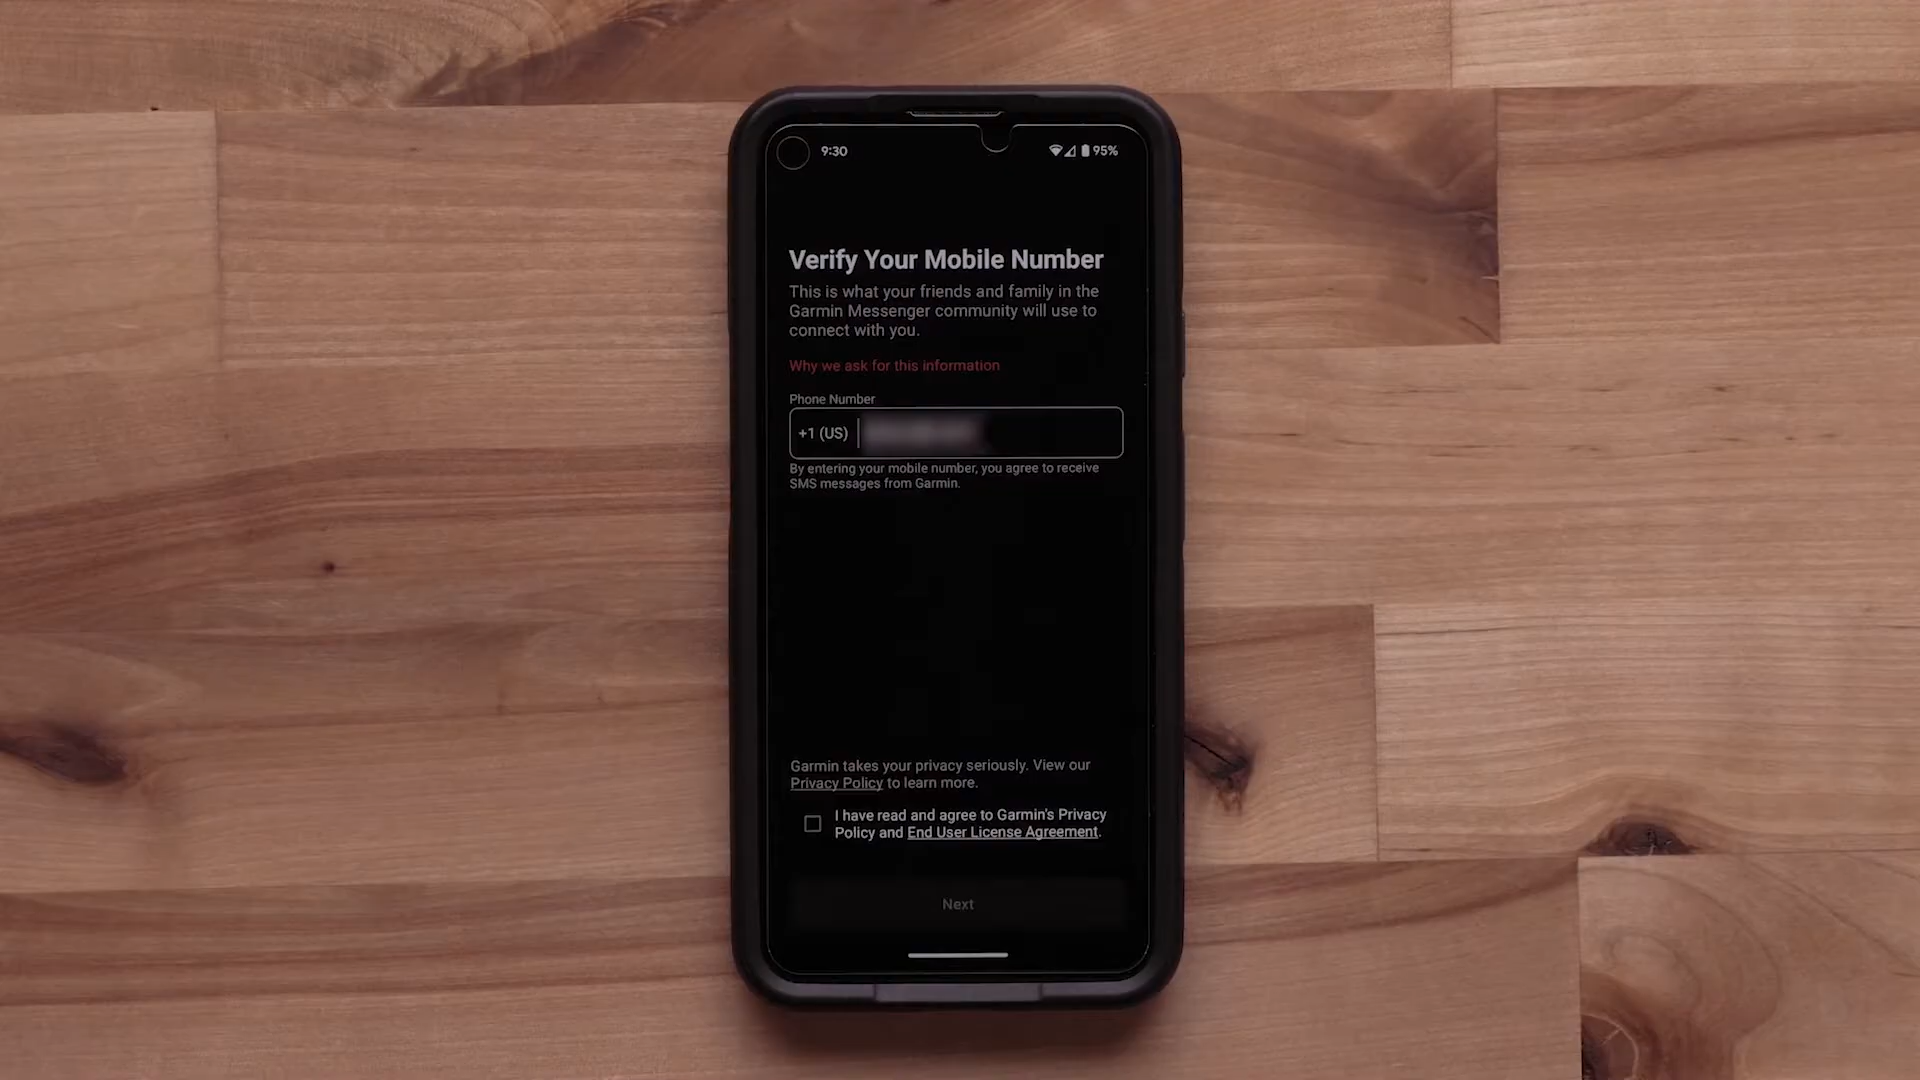 9:30
95%
Verify Your Mobile Number
This is what your friends and family in the
Garmin Messenger community will use to
connect with you.
Why we ask for this information
Phone Number
+1 (US)
By entering your mobile number, you agree to receive
SMS messages from Garmin.
Garmin takes your privacy seriously. View our
Privacy Policy to learn more.
I have read and agree to Garmin's Privacy
Policy and End User License Agreement.
Next